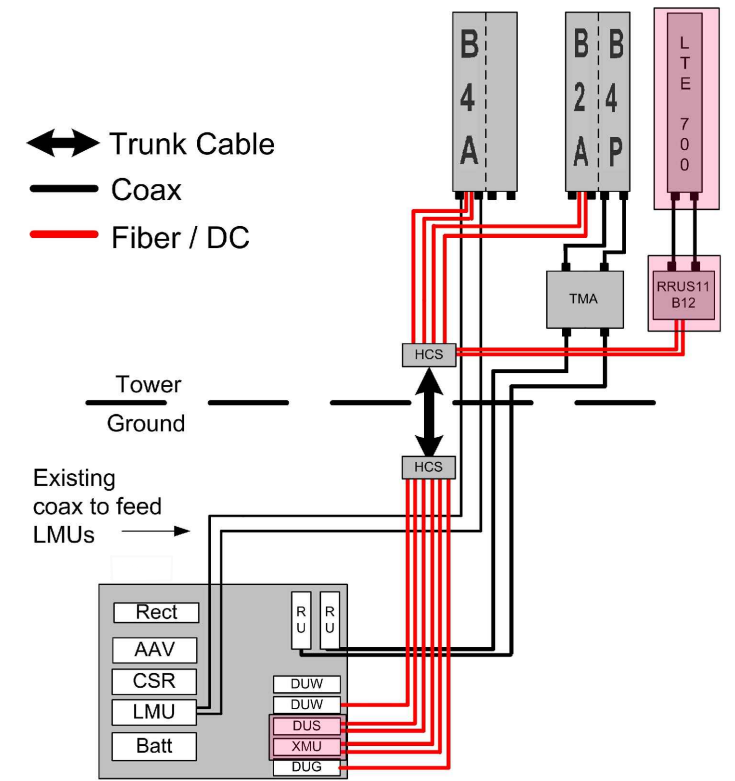 B
4
A
B
2
A
B
4
P
L
T
E
7
0
0
Trunk Cable
Coax
Fiber / DC
TMA
RRUS11
B12
HCS
Tower
Ground
HCS
Existing
coax to feed
LMUs
Rect
AAV
CSR
LMU
Batt
R
U
R
U
DUW
DUW
DUS
XMU
DUG